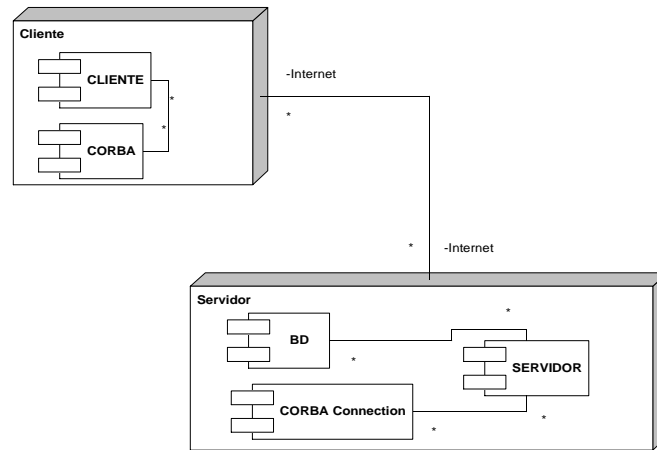 Cliente
CLIENTE
*
*
CORBA
-Internet
*
*
-Internet
Servidor
*
BD
*
SERVIDOR
CORBA Connection
*
*